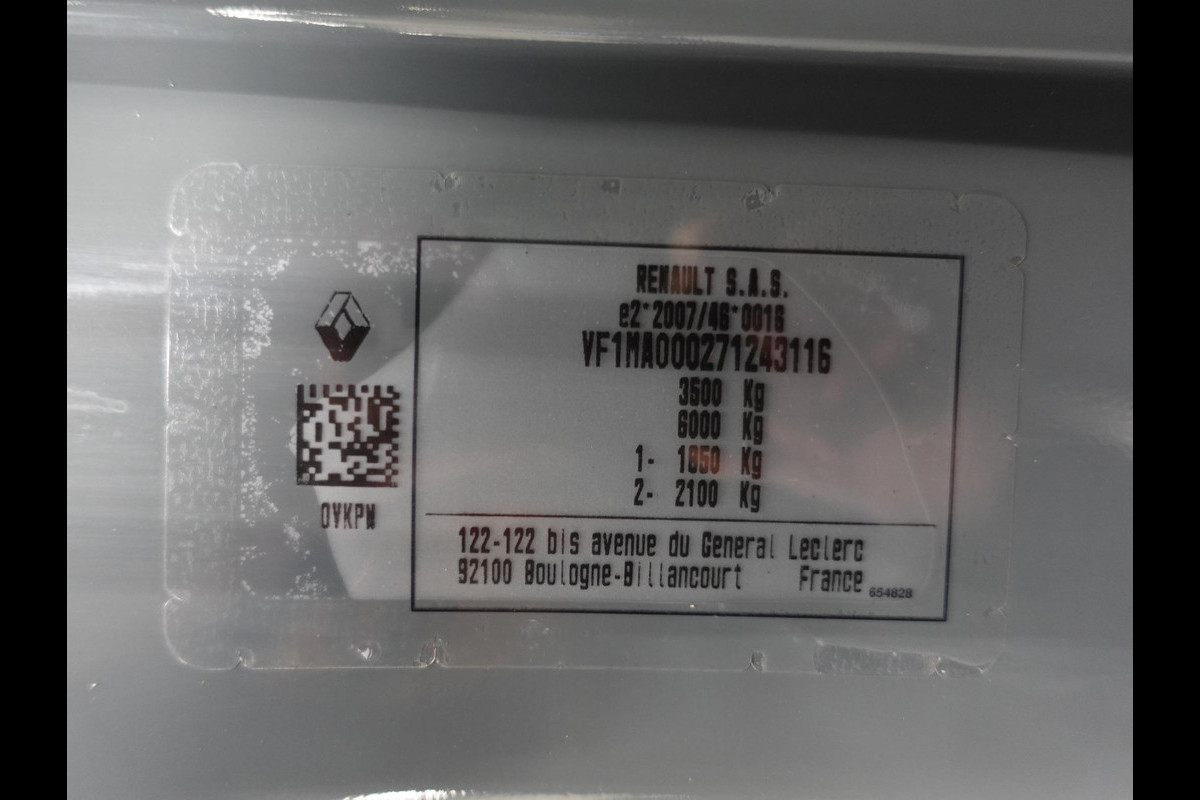 RENAULT S.A.S.
e2*2007/46*0016
VF1MA000271243116
3500 Kg
6000 Kg
1- 1850 Kg
2- 2100 Kg
OVKPW
122-122 bis avenue du General Leclerc
92100 Boulogne-Billancourt France
654828